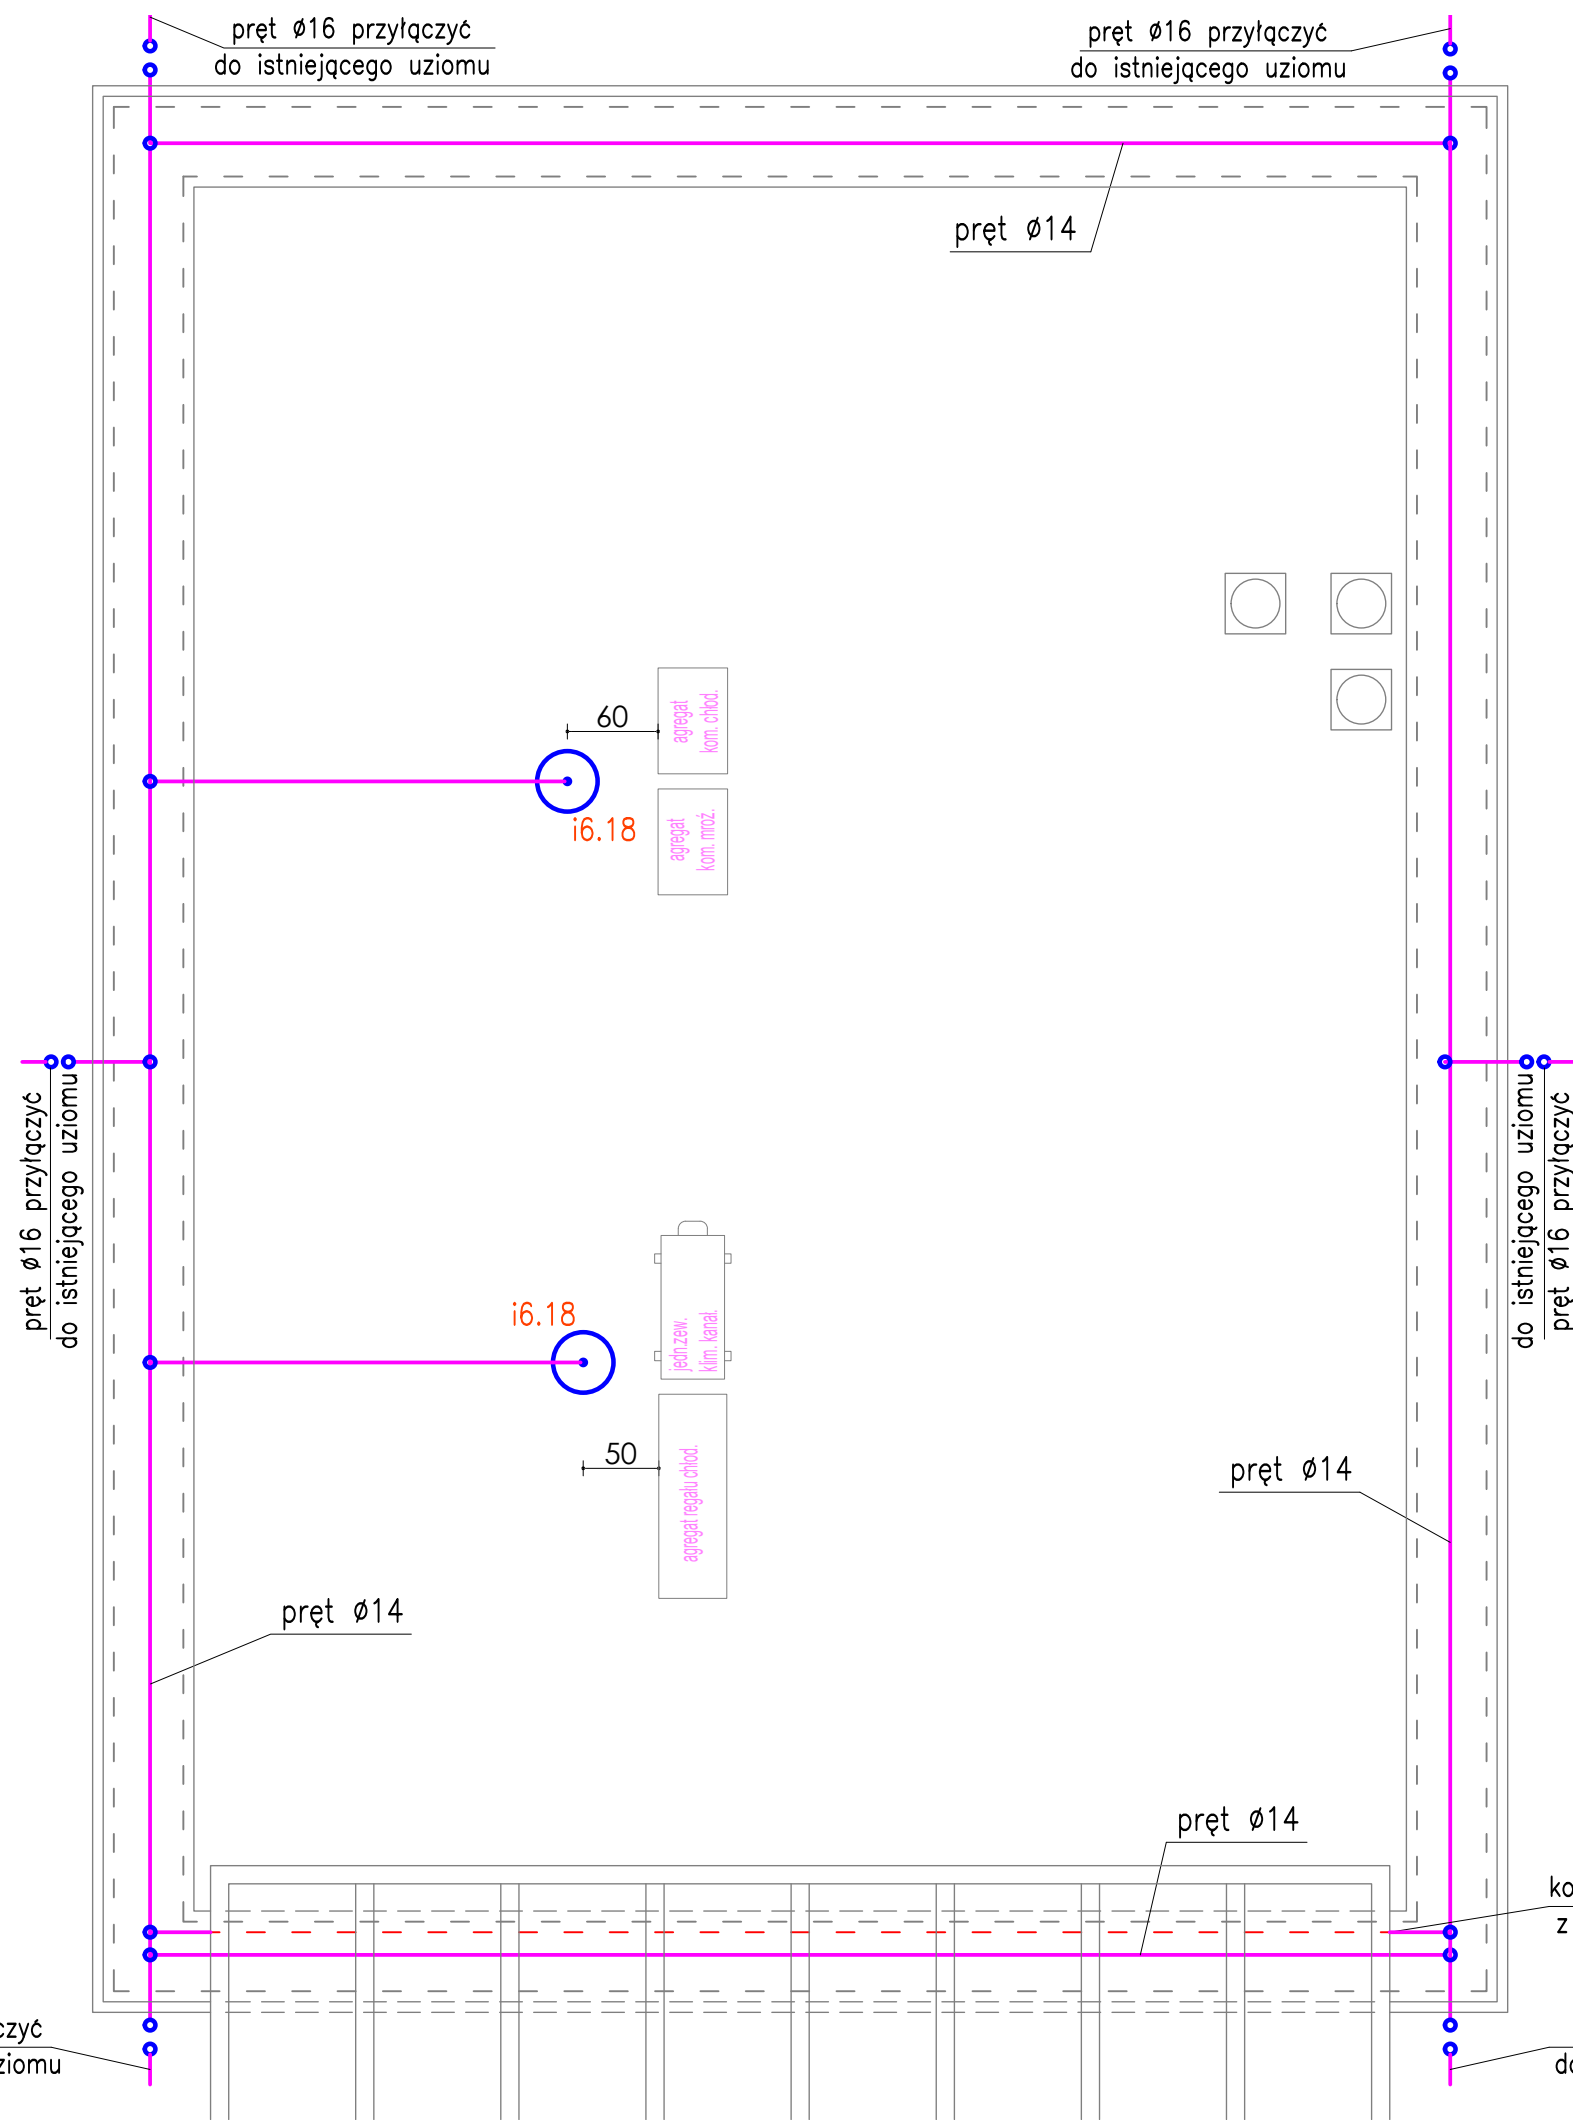 pręt ø16 przyłączyć
do istniejącego uziomu
pręt ø16 przyłączyć
do istniejącego uziomu
pręt ø14
60
agregat
kom. chłod.
i6.18
agregat
kom. mroź.
pręt ø16 przyłączyć
do istniejącego uziomu
do istniejącego uziomu
pręt ø16 przyłączyć
i6.18
jedn.zew.
klim. kanał.
50
agregat regału chłod.
pręt ø14
pręt ø14
pręt ø14
ko
z
czyć
ziomu
do